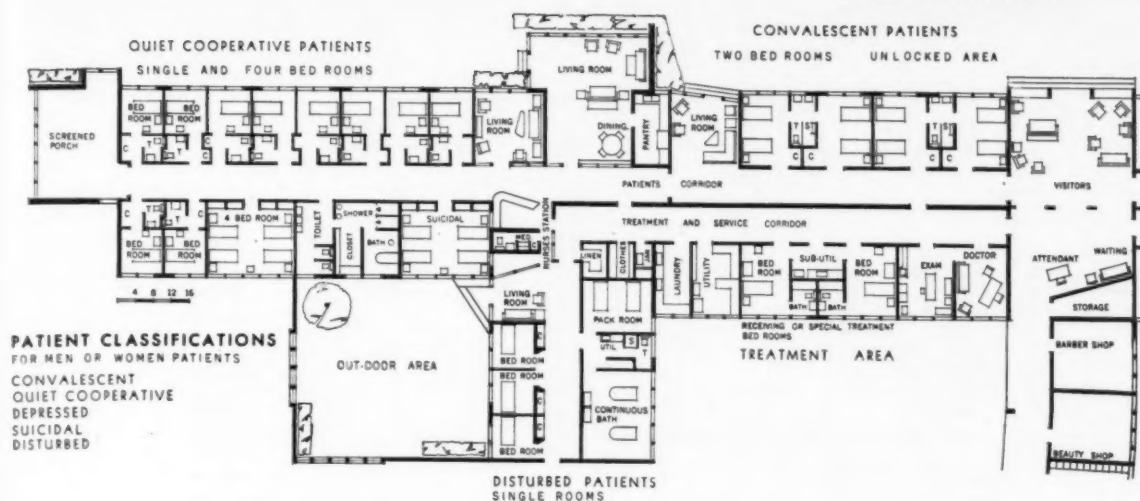 QUIET COOPERATIVE PATIENTS
SINGLE AND FOUR BED ROOMS
CONVALESCENT PATIENTS
TWO BED ROOMS UNLOCKED AREA
SCREENED
PORCH
BED
ROOM
BED
ROOM
C
T
T
C
C
C
C
LIVING
ROOM
LIVING ROOM
DINING
PANTRY
LIVING
ROOM
T
ST
C
C
T
ST
C
C
VISITORS
PATIENTS CORRIDOR
TREATMENT AND SERVICE CORRIDOR
C
T
T
C
BED
ROOM
BED
ROOM
4 BED ROOM
TOILET
SHOWER
CLOSET
BATH
SUICIDAL
MED
C
NURSES STATION
LINEN
CLOTHES
JAN
LAUNDRY
UTILITY
BED
ROOM
SUB-UTIL
BATH
BATH
BED
ROOM
EXAM
DOCTOR
ATTENDANT
WAITING
STORAGE
4 8 12 16
LIVING
ROOM
PACK ROOM
UTIL
S
T
RECEIVING OR SPECIAL TREATMENT
BED ROOMS
TREATMENT AREA
BARBER SHOP
PATIENT CLASSIFICATIONS
FOR MEN OR WOMEN PATIENTS
CONVALESCENT
QUIET COOPERATIVE
DEPRESSED
SUICIDAL
DISTURBED
OUT-DOOR AREA
BED ROOM
C
BED ROOM
C
BED ROOM
C
CONTINUOUS
BATH
BEAUTY SHOP
DISTURBED PATIENTS
SINGLE ROOMS